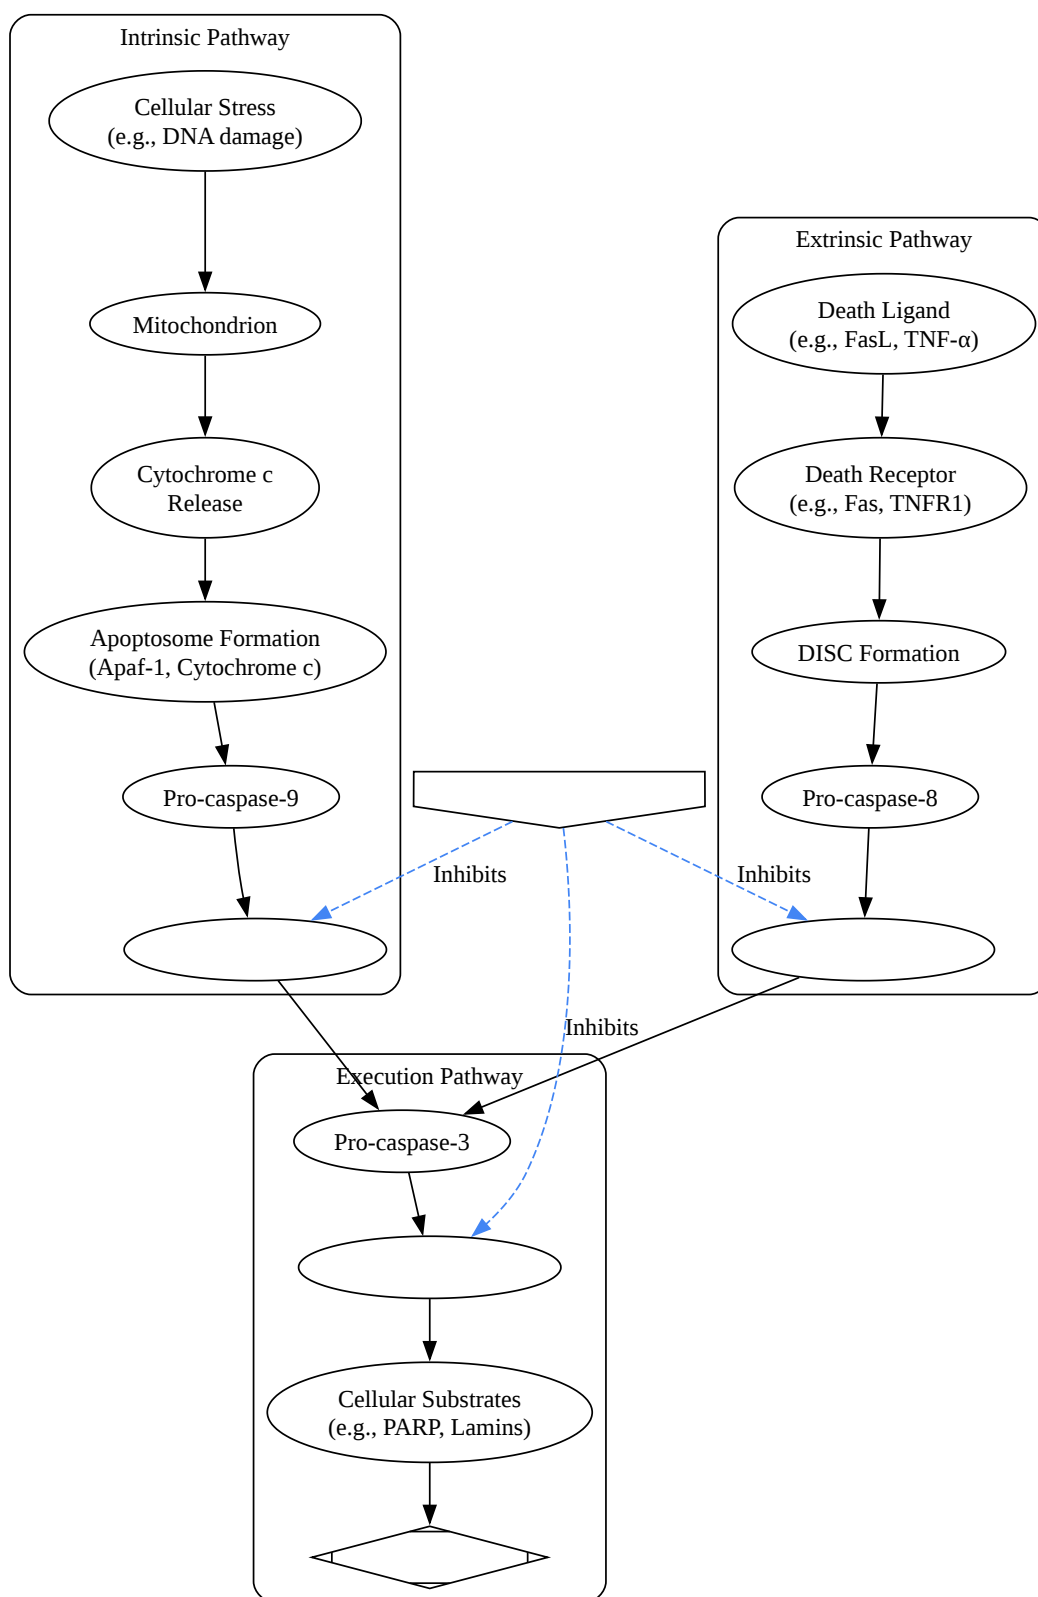 Intrinsic Pathway
Cellular Stress
(e.g., DNA damage)
Mitochondrion
Cytochrome c
Release
Apoptosome Formation
(Apaf-1, Cytochrome c)
Pro-caspase-9
Extrinsic Pathway
Death Ligand
(e.g., FasL, TNF-α)
Death Receptor
(e.g., Fas, TNFR1)
DISC Formation
Pro-caspase-8
Inhibits
Inhibits
Inhibits
Execution Pathway
Pro-caspase-3
Cellular Substrates
(e.g., PARP, Lamins)